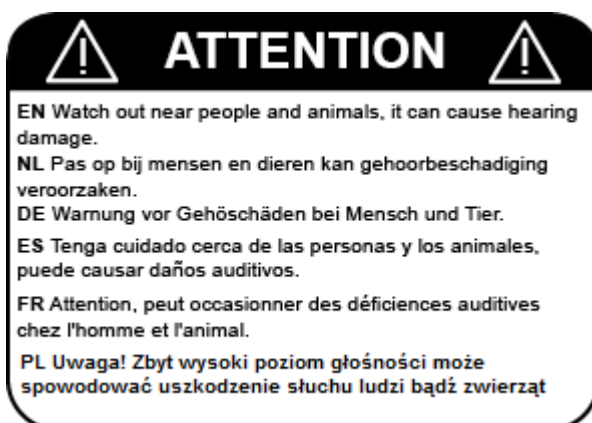 ATTENTION
EN Watch out near people and animals, it can cause hearing
damage.
NL Pas op bij mensen en dieren kan gehoorbeschadiging
veroorzaken.
DE Warnung vor Gehöschäden bei Mensch und Tier.
ES Tenga cuidado cerca de las personas y los animales,
puede causar daños auditivos.
FR Attention, peut occasionner des déficiences auditives
chez l'homme et l'animal.
PL Uwaga! Zbyt wysoki poziom głośności może
spowodować uszkodzenie słuchu ludzi bądź zwierząt